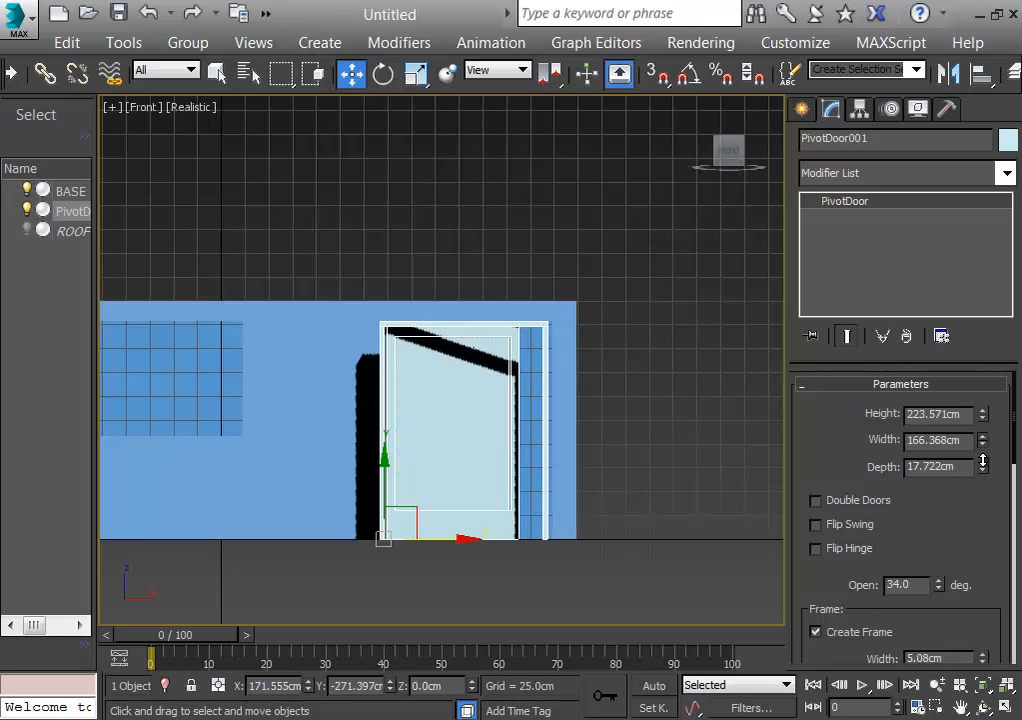 Untitled
Type a keyword or phrase
MAX
Edit Tools Group Views Create Modifiers Animation Graph Editors Rendering Customize MAXScript Help
All
View
Create Selection Se
[+] [Front] [Realistic]
FRONT
Select
Name
BASE
PivotD
ROOF
PivotDoor001
Modifier List
PivotDoor
Parameters
Height: 223.571cm
Width: 166.368cm
Depth: 17.722cm
Double Doors
Flip Swing
Flip Hinge
Open: 34.0 deg.
Frame:
Create Frame
Width: 5.08cm
z
x
0 / 100
0 10 20 30 40 50 60 70 80 90 100
1 Object
X: 171.555cm Y: -271.397c Z: 0.0cm
Grid = 25.0cm
Auto
Selected
Welcome to
Click and drag to select and move objects
Add Time Tag
Set K.
Filters...
0